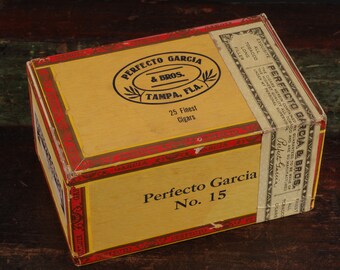 PERFECTO GARCIA
& BROS.
TAMPA, FLA.
25 Finest
Cigars
Perfecto Garcia
No. 15
PERFECTO GARCIA & BROS.